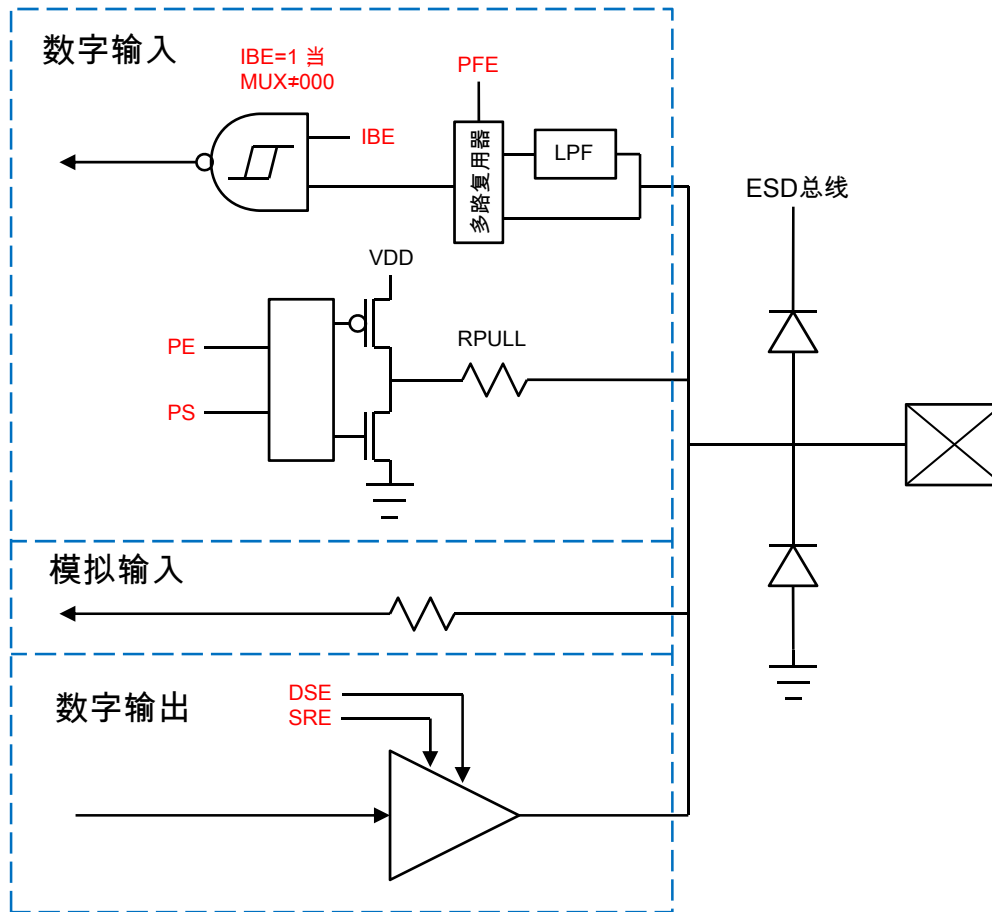 数字输入
IBE=1 当
MUX≠000
PFE
IBE
多路复用器
LPF
ESD总线
VDD
PE
RPULL
PS
模拟输入
数字输出
DSE
SRE